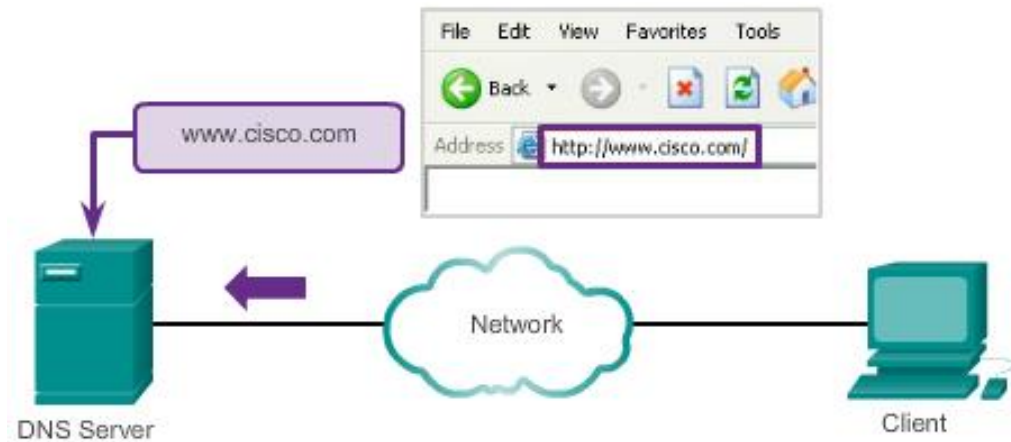 File Edit View Favorites Tools
Back
www.cisco.com
Address http://www.cisco.com/
Network
DNS Server
Client